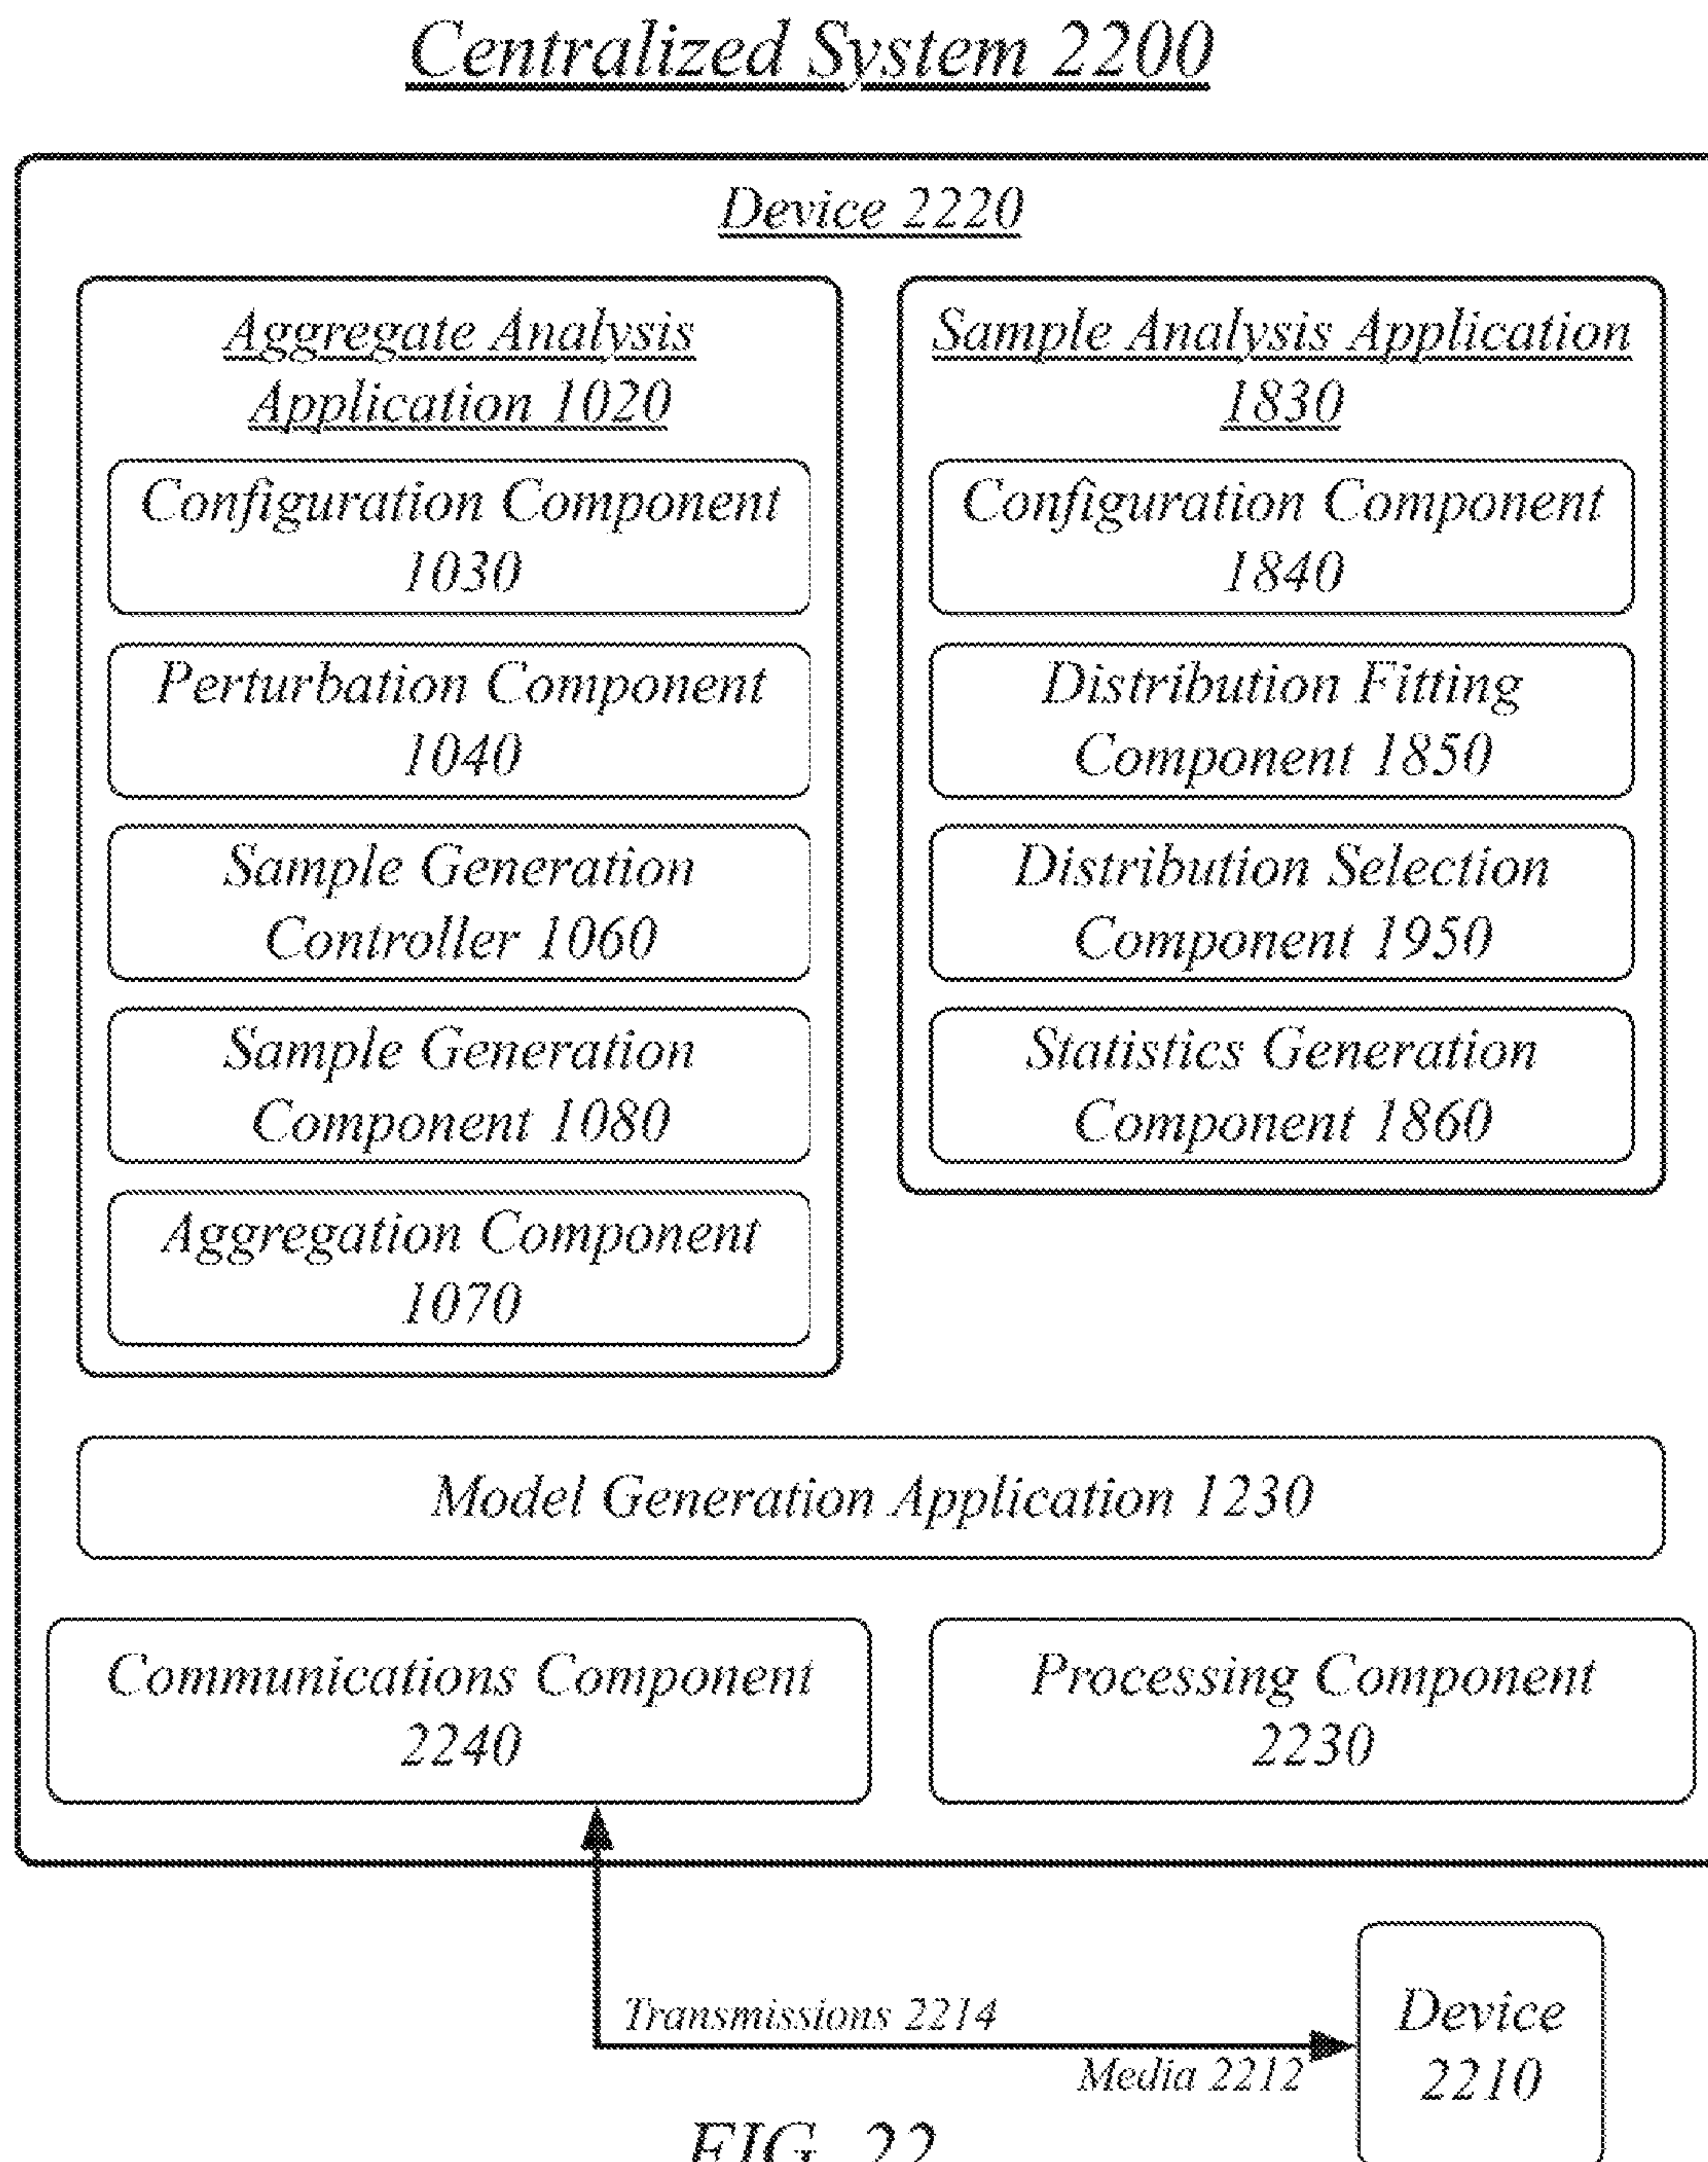 Centralized System 2200
Device 2220
Aggregate Analysis
Application 1020
Configuration Component
1030
Perturbation Component
1040
Sample Generation
Controller 1060
Sample Generation
Component 1080
Aggregation Component
1070
Sample Analysis Application
1830
Configuration Component
1840
Distribution Fitting
Component 1850
Distribution Selection
Component 1950
Statistics Generation
Component 1860
Model Generation Application 1230
Communications Component
2240
Processing Component
2230
Transmissions 2214
Media 2212
Device
2210
FIG. 22